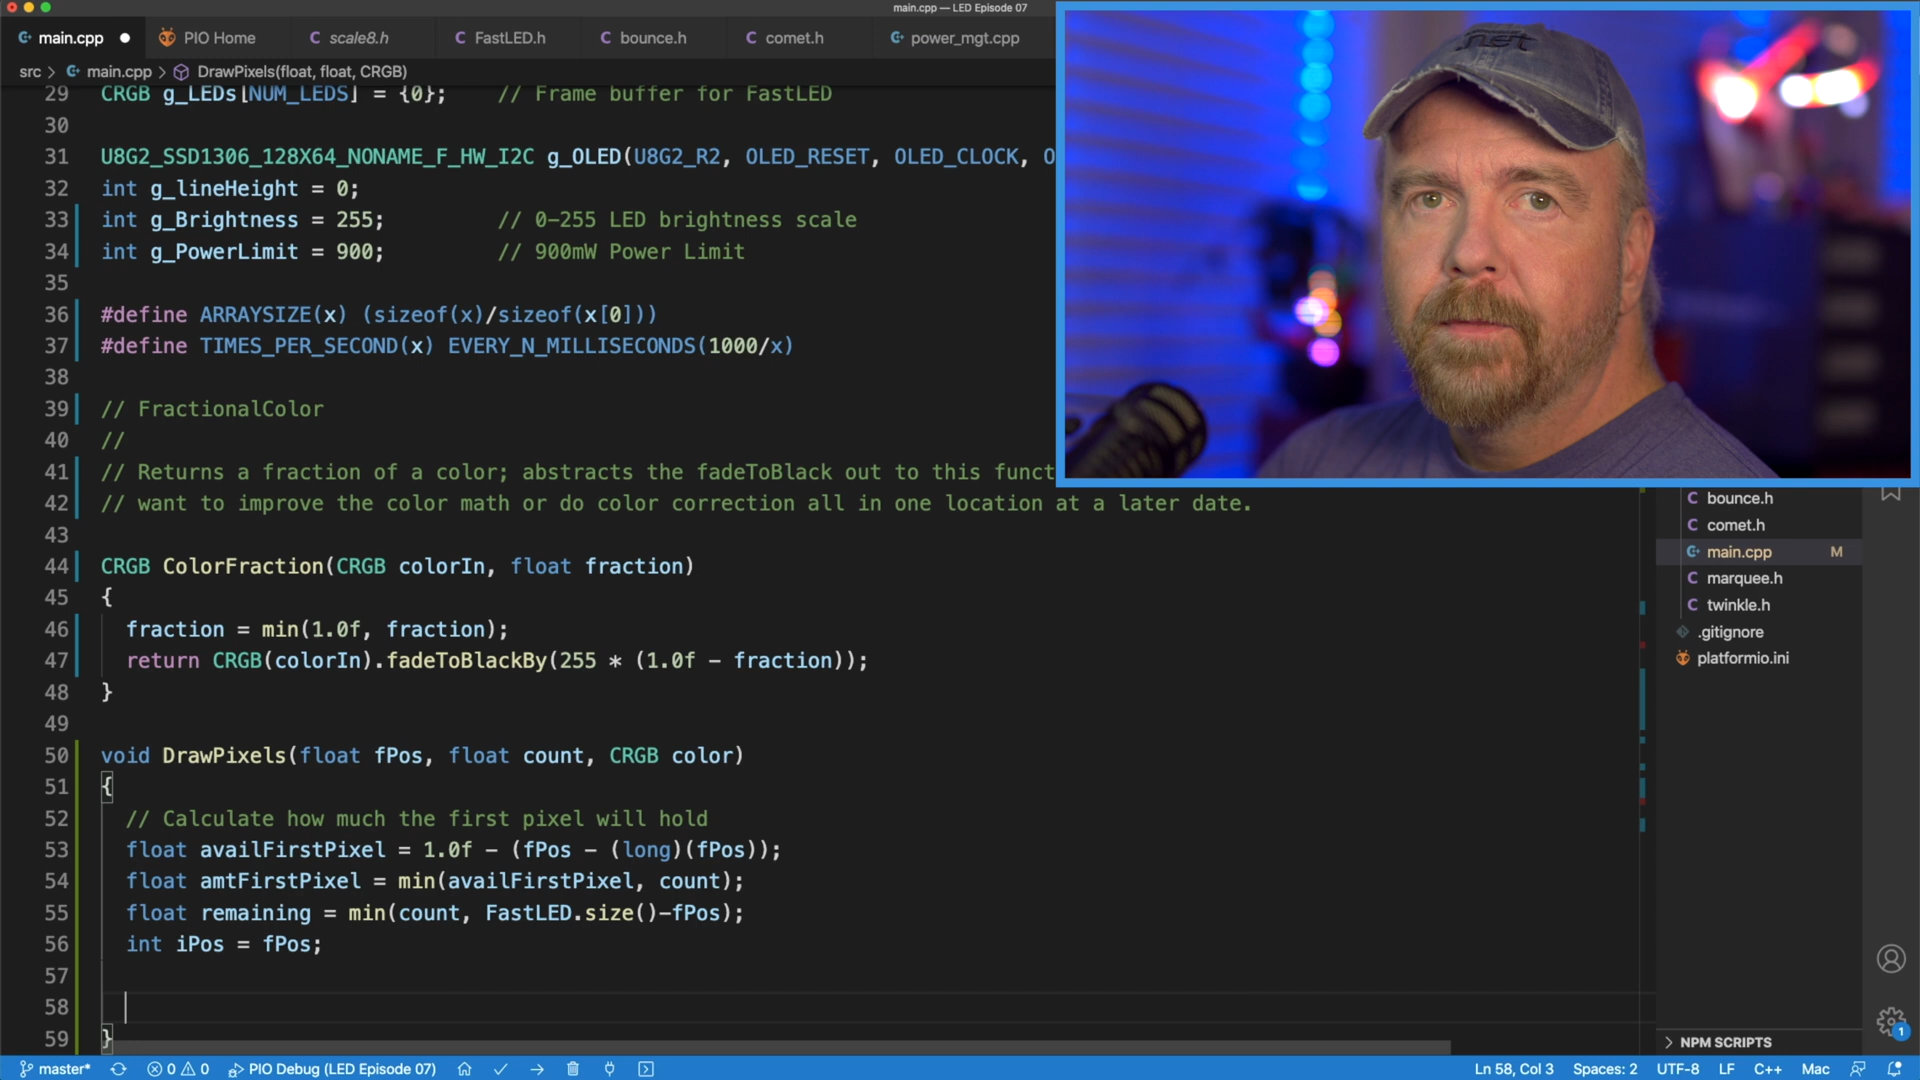 main.cpp — LED Episode 07
main.cpp
PIO Home
scale8.h
FastLED.h
bounce.h
comet.h
power_mgt.cpp
src > main.cpp > DrawPixels(float, float, CRGB)
29 CRGB g_LEDs[NUM_LEDS] = {0}; // Frame buffer for FastLED
30
31 U8G2_SSD1306_128X64_NONAME_F_HW_I2C g_OLED(U8G2_R2, OLED_RESET, OLED_CLOCK, O
32 int g_lineHeight = 0;
33 int g_Brightness = 255; // 0-255 LED brightness scale
34 int g_PowerLimit = 900; // 900mW Power Limit
35
36 #define ARRAYSIZE(x) (sizeof(x)/sizeof(x[0]))
37 #define TIMES_PER_SECOND(x) EVERY_N_MILLISECONDS(1000/x)
38
39 // FractionalColor
40 //
41 // Returns a fraction of a color; abstracts the fadeToBlack out to this funct
42 // want to improve the color math or do color correction all in one location at a later date.
43
44 CRGB ColorFraction(CRGB colorIn, float fraction)
45 {
46 fraction = min(1.0f, fraction);
47 return CRGB(colorIn).fadeToBlackBy(255 * (1.0f - fraction));
48 }
49
50 void DrawPixels(float fPos, float count, CRGB color)
51 {
52 // Calculate how much the first pixel will hold
53 float availFirstPixel = 1.0f - (fPos - (long)(fPos));
54 float amtFirstPixel = min(availFirstPixel, count);
55 float remaining = min(count, FastLED.size()-fPos);
56 int iPos = fPos;
57
58
59 }
.net
bounce.h
comet.h
main.cpp M
marquee.h
twinkle.h
.gitignore
platformio.ini
NPM SCRIPTS
1
master* 0 0 PIO Debug (LED Episode 07)
Ln 58, Col 3 Spaces: 2 UTF-8 LF C++ Mac